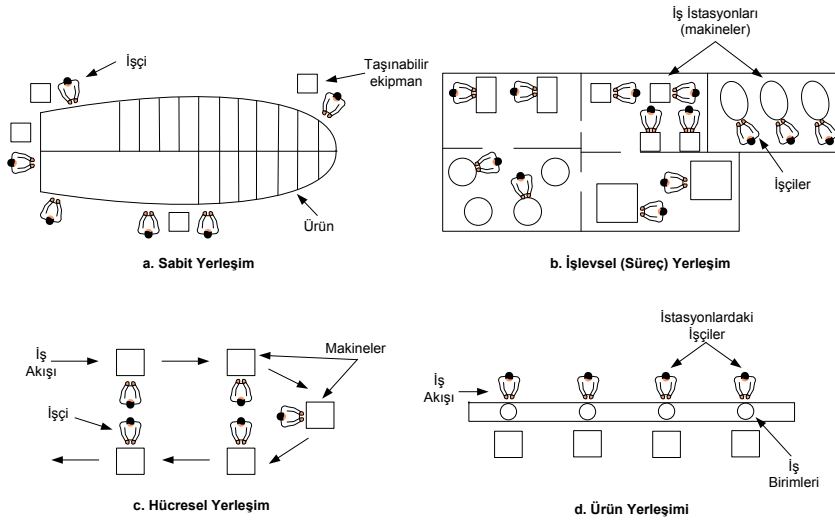 İşçi
Taşınabilir
ekipman
Ürün
a. Sabit Yerleşim
İş İstasyonları
(makineler)
İşçiler
b. İşlevsel (Süreç) Yerleşim
İş
Akışı
Makineler
İşçi
c. Hücresel Yerleşim
İstasyonlardaki
İşçiler
İş
Akışı
İş
Birimleri
d. Ürün Yerleşimi